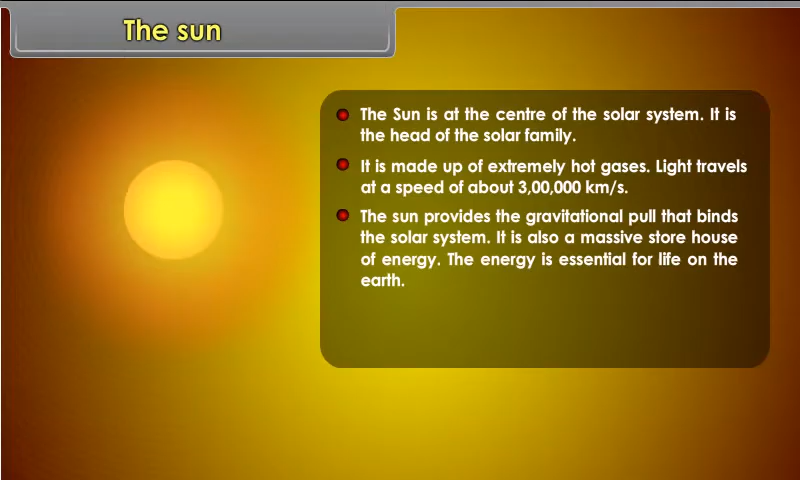 The sun
The Sun is at the centre of the solar system. It is
the head of the solar family.
It is made up of extremely hot gases. Light travels
at a speed of about 3,00,000 km/s.
The sun provides the gravitational pull that binds
the solar system. It is also a massive store house
of energy. The energy is essential for life on the
earth.